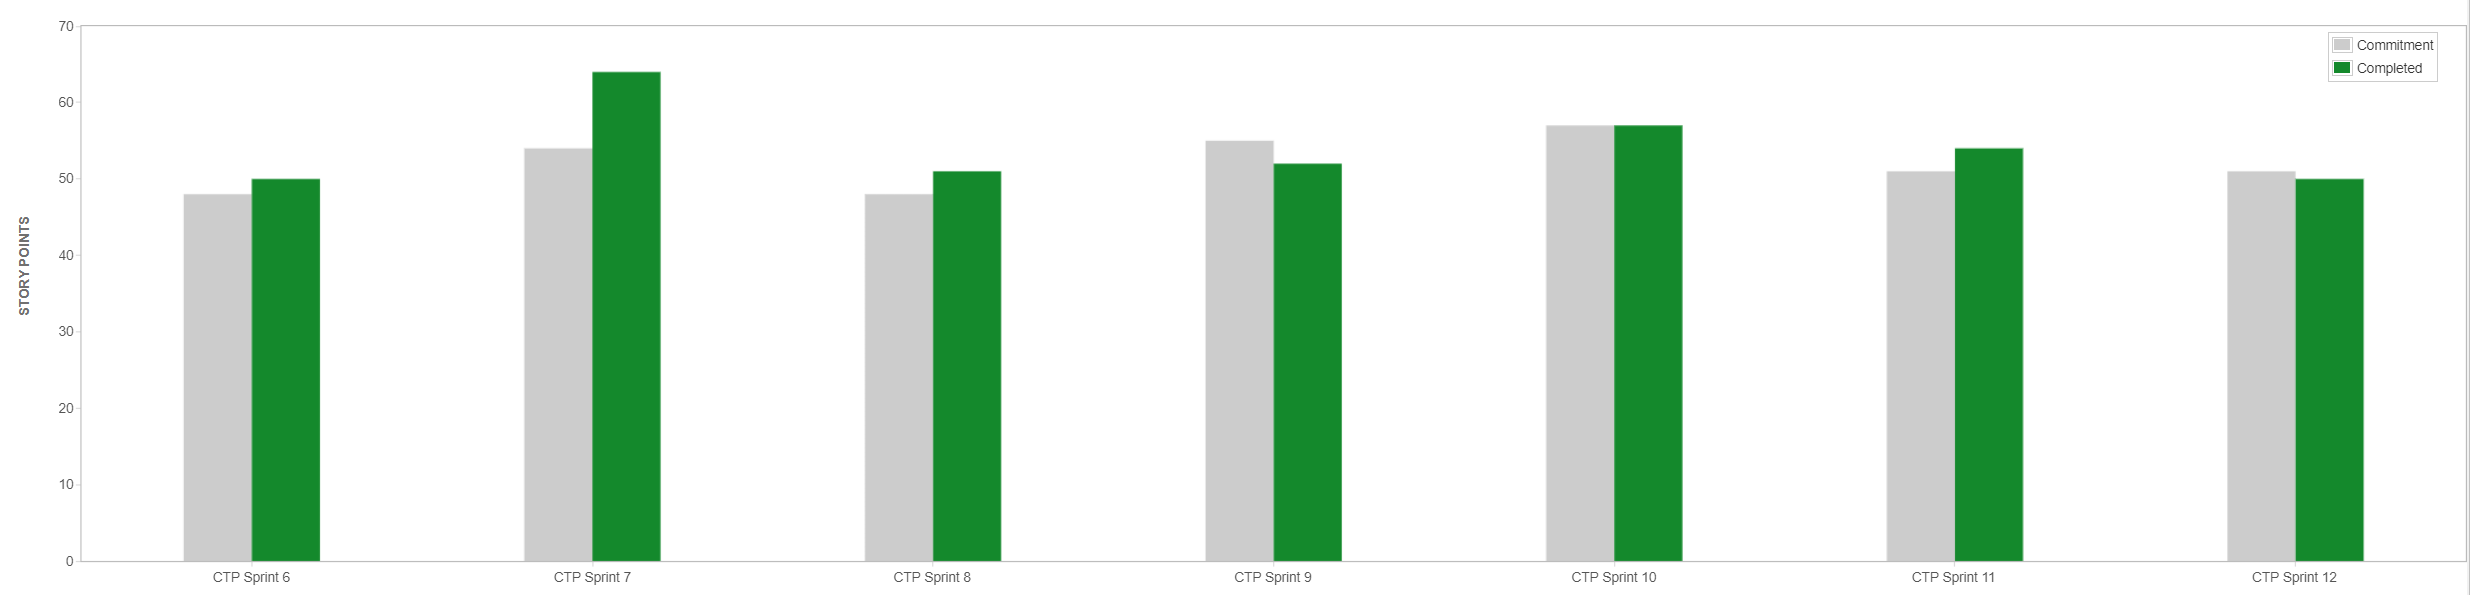 70
60
50
40
30
20
10
0
STORY POINTS
Commitment
Completed
CTP Sprint 6
CTP Sprint 7
CTP Sprint 8
CTP Sprint 9
CTP Sprint 10
CTP Sprint 11
CTP Sprint 12